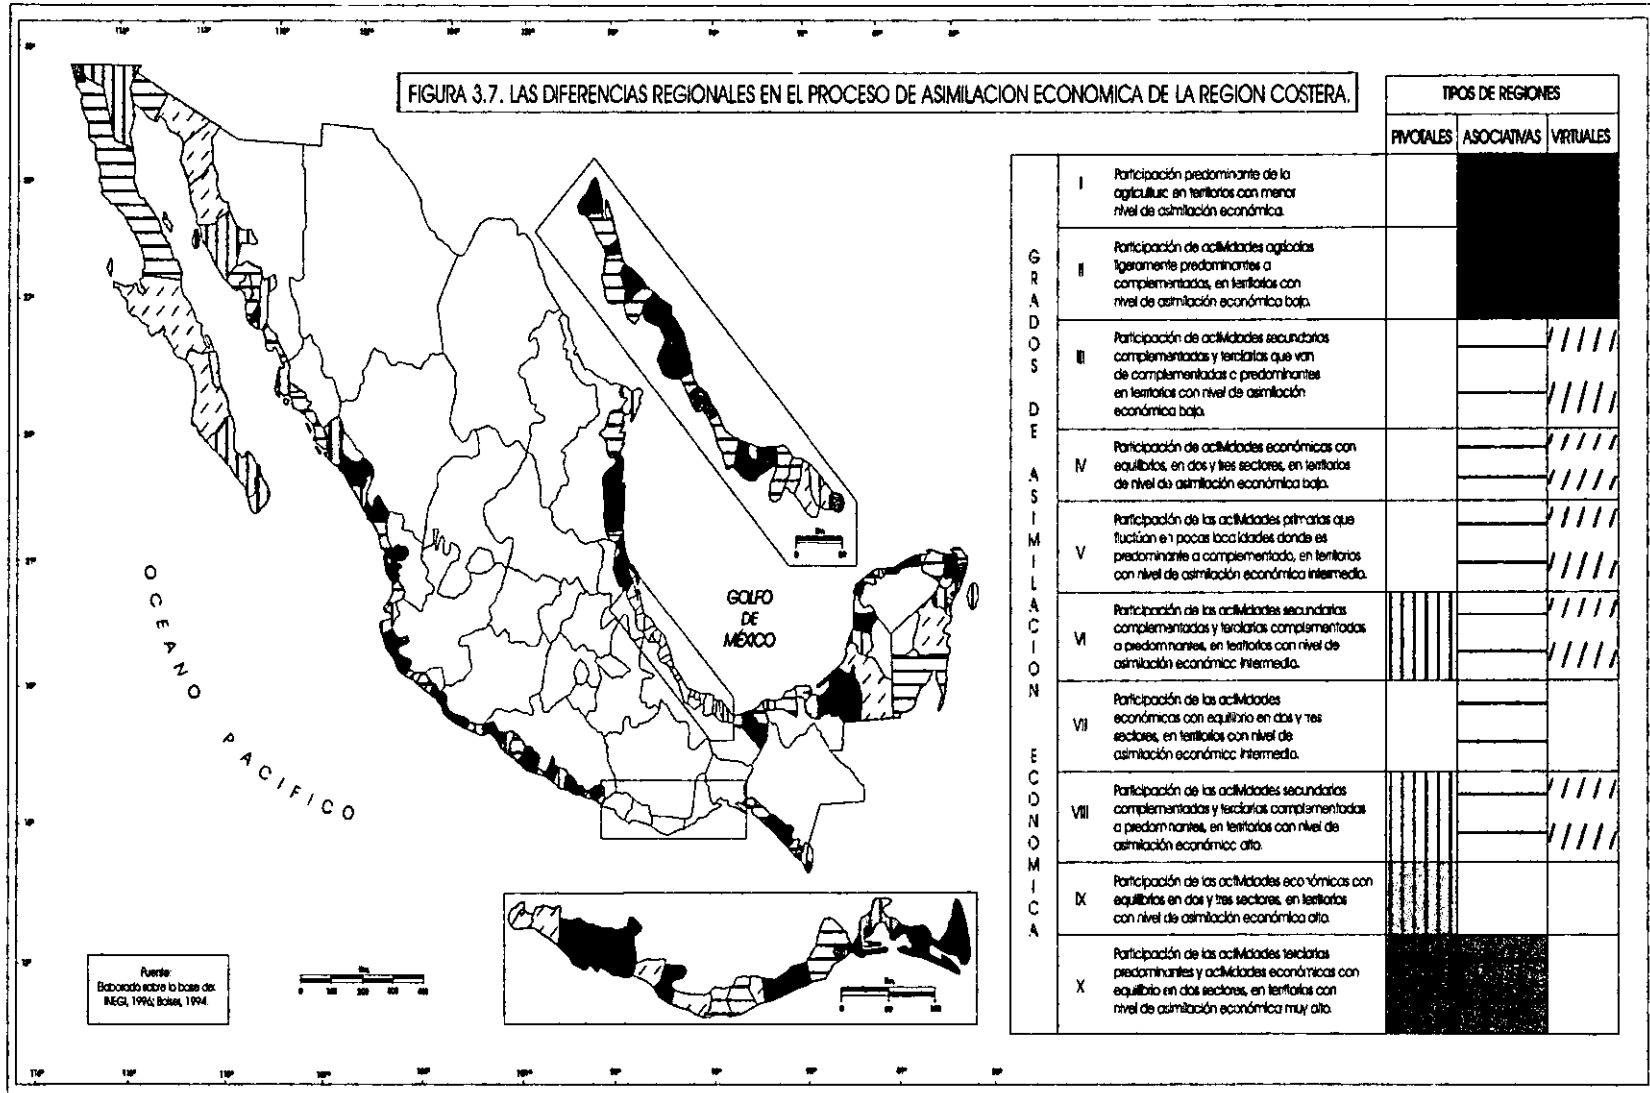 FIGURA 3.7. LAS DIFERENCIAS REGIONALES EN EL PROCESO DE ASIMILACION ECONOMICA DE LA REGION COSTERA.
TIPOS DE REGIONES
PIVOTALES ASOCIATIVAS VIRTUALES
GRADOS DE ASIMILACION ECONOMICA
I
Participación predominante de la
agricultura en territorios con menor
nivel de asimilación económica.
II
Participación de actividades agrícolas
ligeramente predominantes a
complementadas, en territorios con
nivel de asimilación económica bajo.
III
Participación de actividades secundarias
complementadas y terciarias que van
de complementadas a predominantes
en territorios con nivel de asimilación
económica bajo.
IV
Participación de actividades económicas con
equilibrios, en dos y tres sectores, en territorios
de nivel de asimilación económica bajo.
V
Participación de las actividades primarias que
fluctúan en pocas localidades donde es
predominante a complementado, en territorios
con nivel de asimilación económica intermedio.
VI
Participación de las actividades secundarias
complementadas y terciarias complementadas
a predominantes, en territorios con nivel de
asimilación económica intermedio.
VII
Participación de las actividades
económicas con equilibrio en dos y tres
sectores, en territorios con nivel de
asimilación económica intermedio.
VIII
Participación de las actividades secundarias
complementadas y terciarias complementadas
a predominantes, en territorios con nivel de
asimilación económica alto.
IX
Participación de las actividades económicas con
equilibrios en dos y tres sectores, en territorios
con nivel de asimilación económica alto.
X
Participación de las actividades terciarias
predominantes y actividades económicas con
equilibrio en dos sectores, en territorios con
nivel de asimilación económica muy alto.
GOLFO
DE
MÉXICO
OCEANO PACIFICO
Fuente:
Elaborado sobre la base de:
INEGI, 1996; Boiser, 1994.
0 100 200 300 400